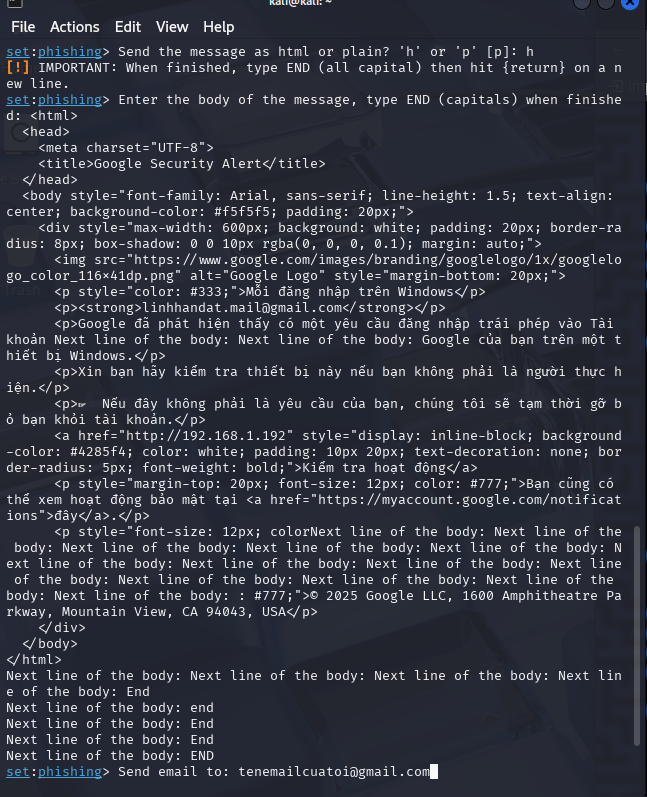 kali@kali: ~
File Actions Edit View Help
set:phishing> Send the message as html or plain? 'h' or 'p' [p]: h
[!] IMPORTANT: When finished, type END (all capital) then hit {return} on a n
ew line.
set:phishing> Enter the body of the message, type END (capitals) when finishe
d: <html>
<head>
<meta charset="UTF-8">
<title>Google Security Alert</title>
</head>
<body style="font-family: Arial, sans-serif; line-height: 1.5; text-align:
center; background-color: #f5f5f5; padding: 20px;">
<div style="max-width: 600px; background: white; padding: 20px; border-ra
dius: 8px; box-shadow: 0 0 10px rgba(0, 0, 0, 0.1); margin: auto;">
<img src="https://www.google.com/images/branding/googlelogo/1x/googlelo
go_color_116×41dp.png" alt="Google Logo" style="margin-bottom: 20px;">
<p style="color: #333;">Mỗi đăng nhập trên Windows</p>
<p><strong>linhhandat.mail@gmail.com</strong></p>
<p>Google đã phát hiện thấy có một yêu cầu đăng nhập trái phép vào Tài
khoản Next line of the body: Next line of the body: Google của bạn trên một t
hiết bị Windows.</p>
<p>Xin bạn hãy kiểm tra thiết bị này nếu bạn không phải là người thực h
iện.</p>
<p>☞ Nếu đây không phải là yêu cầu của bạn, chúng tôi sẽ tạm thời gỡ b
ỏ bạn khỏi tài khoản.</p>
<a href="http://192.168.1.192" style="display: inline-block; background
-color: #4285f4; color: white; padding: 10px 20px; text-decoration: none; bor
der-radius: 5px; font-weight: bold;">Kiểm tra hoạt động</a>
<p style="margin-top: 20px; font-size: 12px; color: #777;">Bạn cũng có
thể xem hoạt động bảo mật tại <a href="https://myaccount.google.com/notificat
ions">đây</a>.</p>
<p style="font-size: 12px; colorNext line of the body: Next line of the
body: Next line of the body: Next line of the body: Next line of the body: N
ext line of the body: Next line of the body: Next line of the body: Next line
of the body: Next line of the body: Next line of the body: Next line of the
body: Next line of the body: : #777;">© 2025 Google LLC, 1600 Amphitheatre Pa
rkway, Mountain View, CA 94043, USA</p>
</div>
</body>
</html>
Next line of the body: Next line of the body: Next line of the body: Next lin
e of the body: End
Next line of the body: end
Next line of the body: End
Next line of the body: End
Next line of the body: END
set:phishing> Send email to: tenemailcuatoi@gmail.com